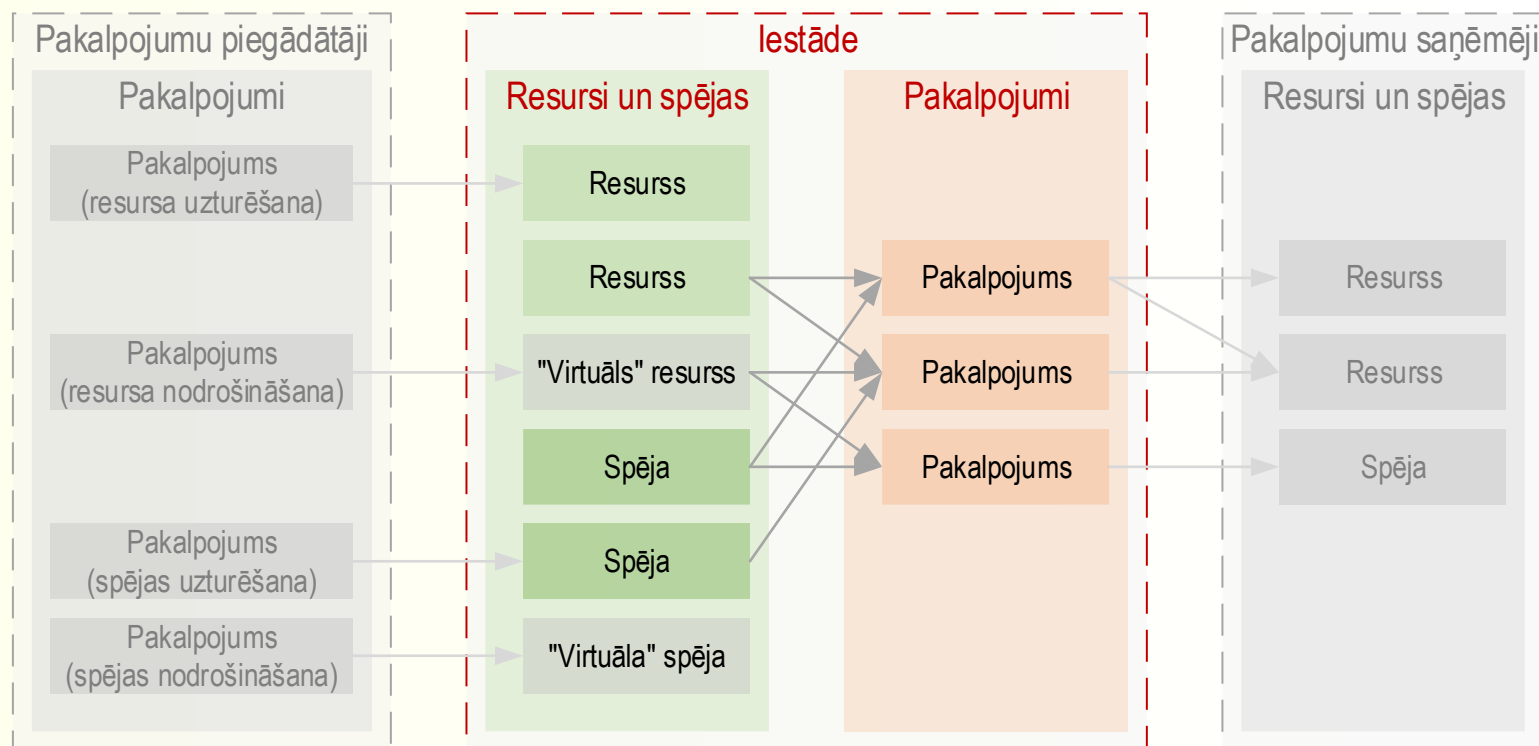 Pakalpojumu piegādātāji
Pakalpojumi
Pakalpojums
(resursa uzturēšana)
Pakalpojums
(resursa nodrošināšana)
Pakalpojums
(spējas uzturēšana)
Pakalpojums
(spējas nodrošināšana)
Iestāde
Resursi un spējas
Resurss
Resurss
"Virtuāls" resurss
Spēja
Spēja
"Virtuāla" spēja
Pakalpojumi
Pakalpojums
Pakalpojums
Pakalpojums
Pakalpojumu saņēmēji
Resursi un spējas
Resurss
Resurss
Spēja